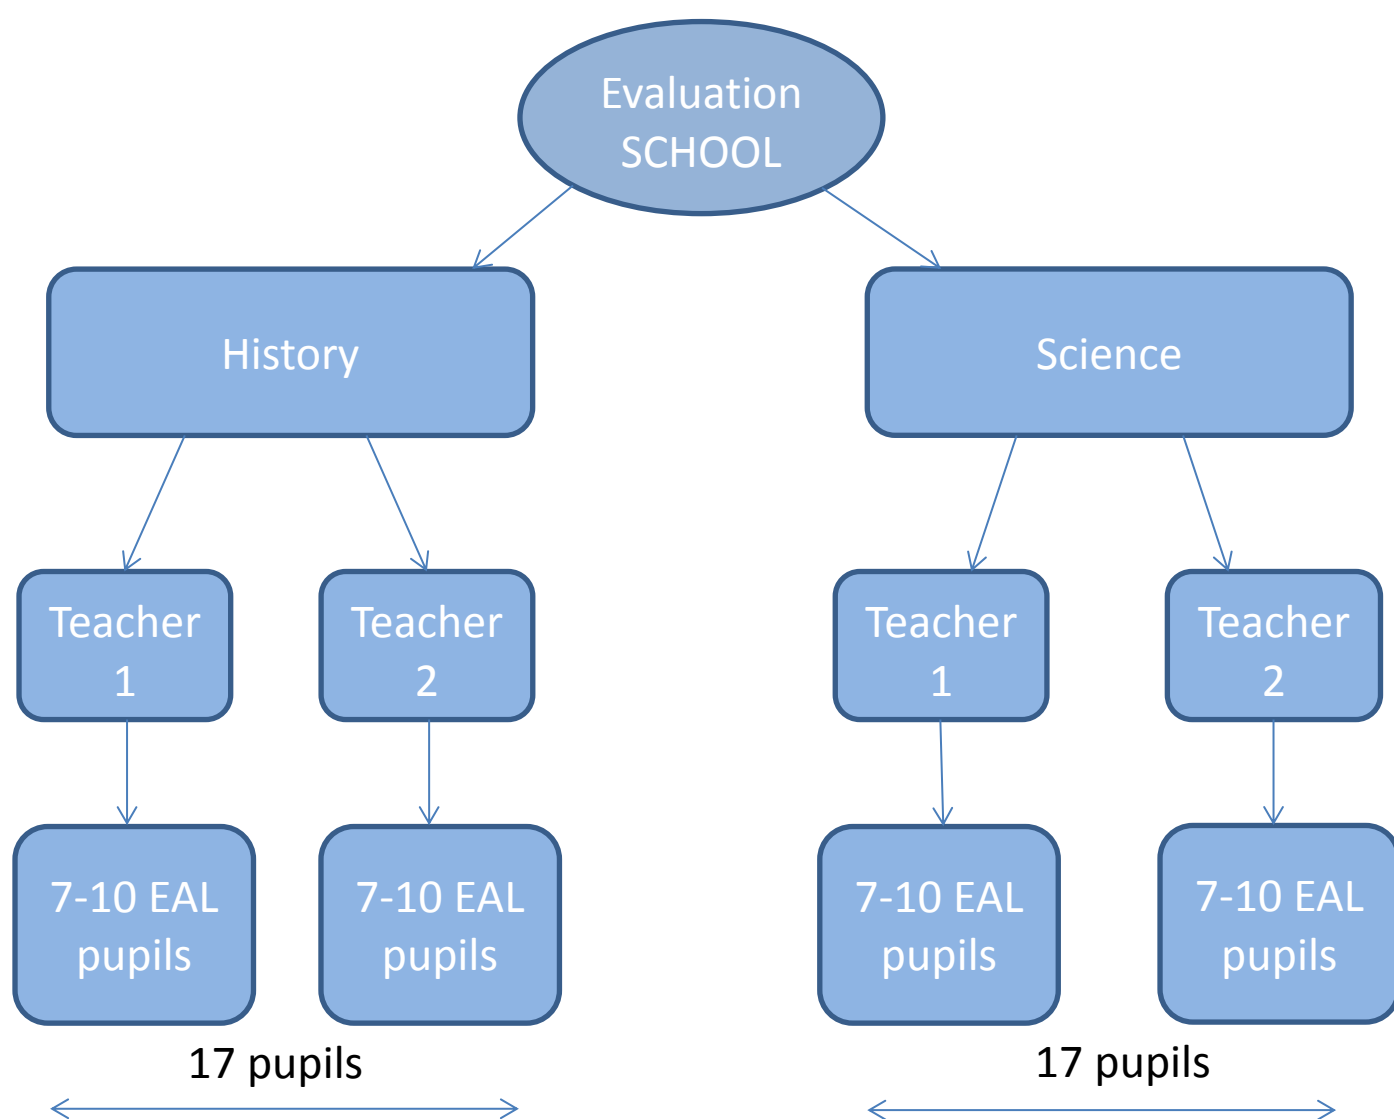 Evaluation
SCHOOL
History
Science
Teacher
1
Teacher
2
Teacher
1
Teacher
2
7-10 EAL
pupils
7-10 EAL
pupils
7-10 EAL
pupils
7-10 EAL
pupils
17 pupils
17 pupils